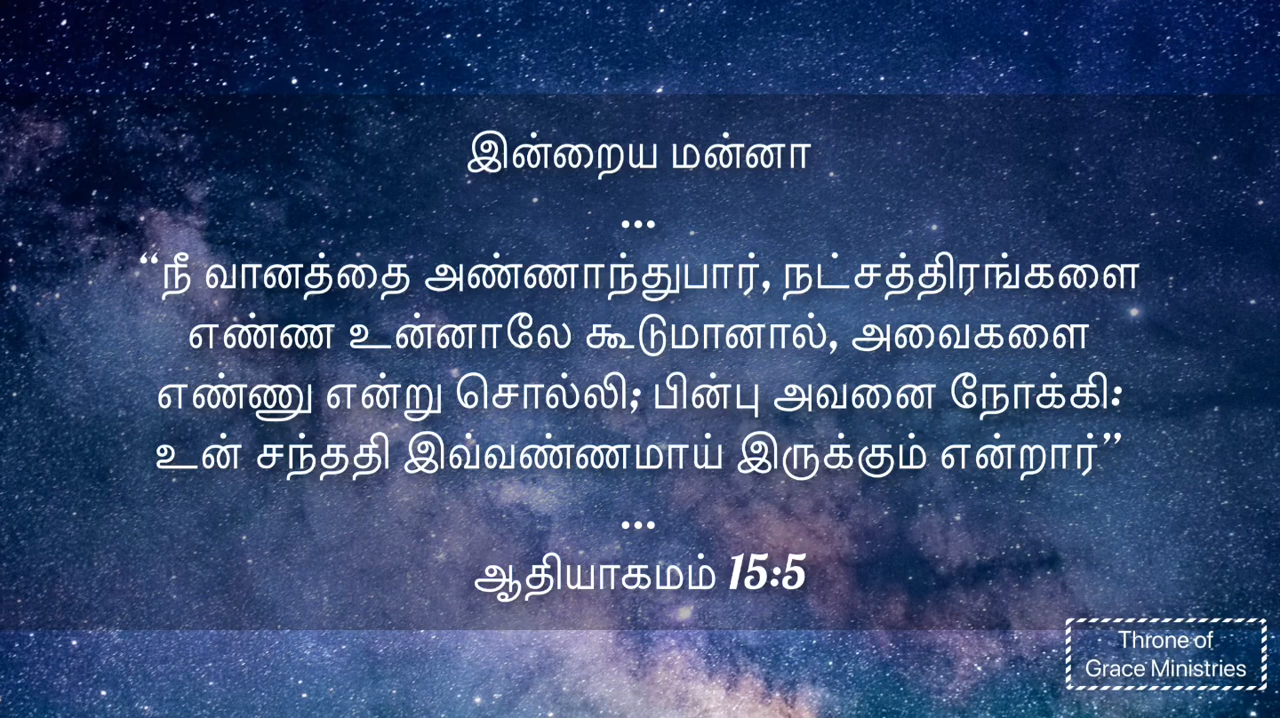 இன்றைய மன்னா
...
“நீ வானத்தை அண்ணாந்துபார், நட்சத்திரங்களை
எண்ண உன்னாலே கூடுமானால், அவைகளை
எண்ணு என்று சொல்லி; பின்பு அவனை நோக்கி:
உன் சந்ததி இவ்வண்ணமாய் இருக்கும் என்றார்”
...
ஆதியாகமம் 15:5
Throne of
Grace Ministries